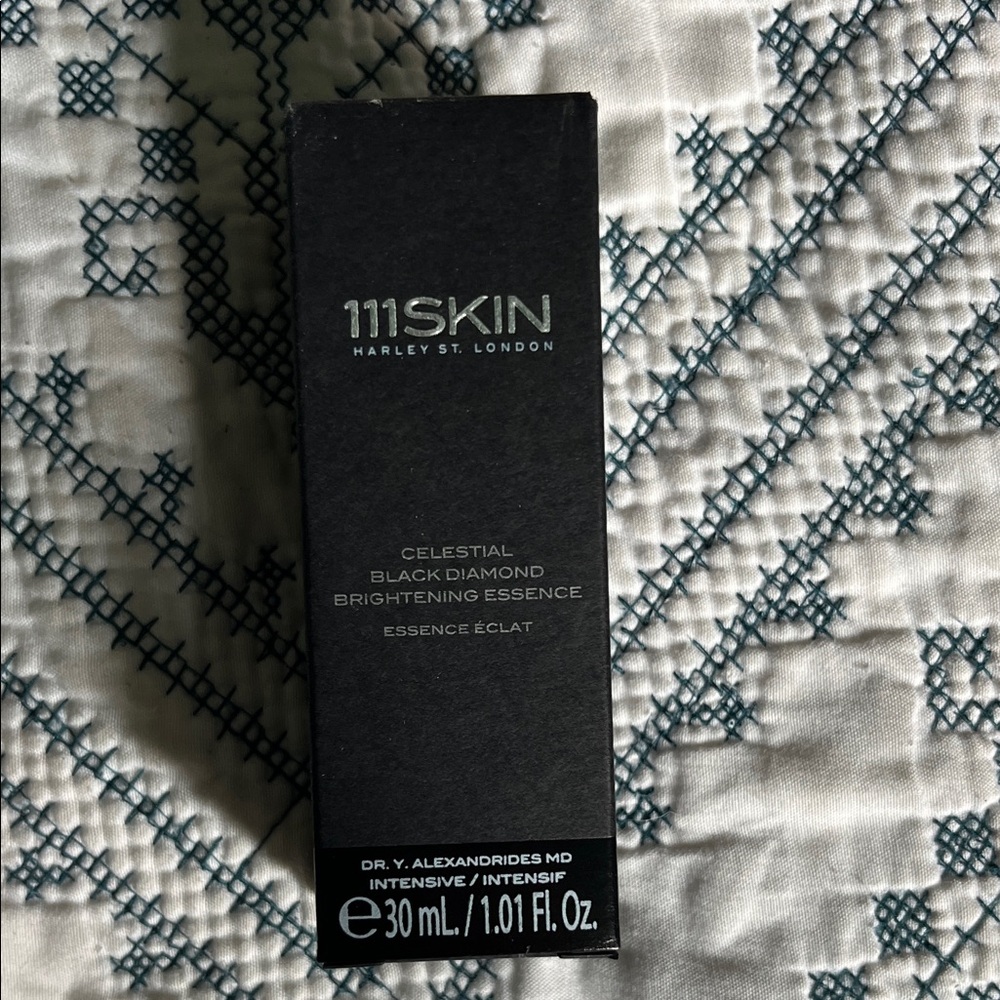 111SKIN
HARLEY ST. LONDON
CELESTIAL
BLACK DIAMOND
BRIGHTENING ESSENCE
ESSENCE ÉCLAT
DR. Y. ALEXANDRIDES MD
INTENSIVE / INTENSIF
℮30 mL. / 1.01 Fl. Oz.